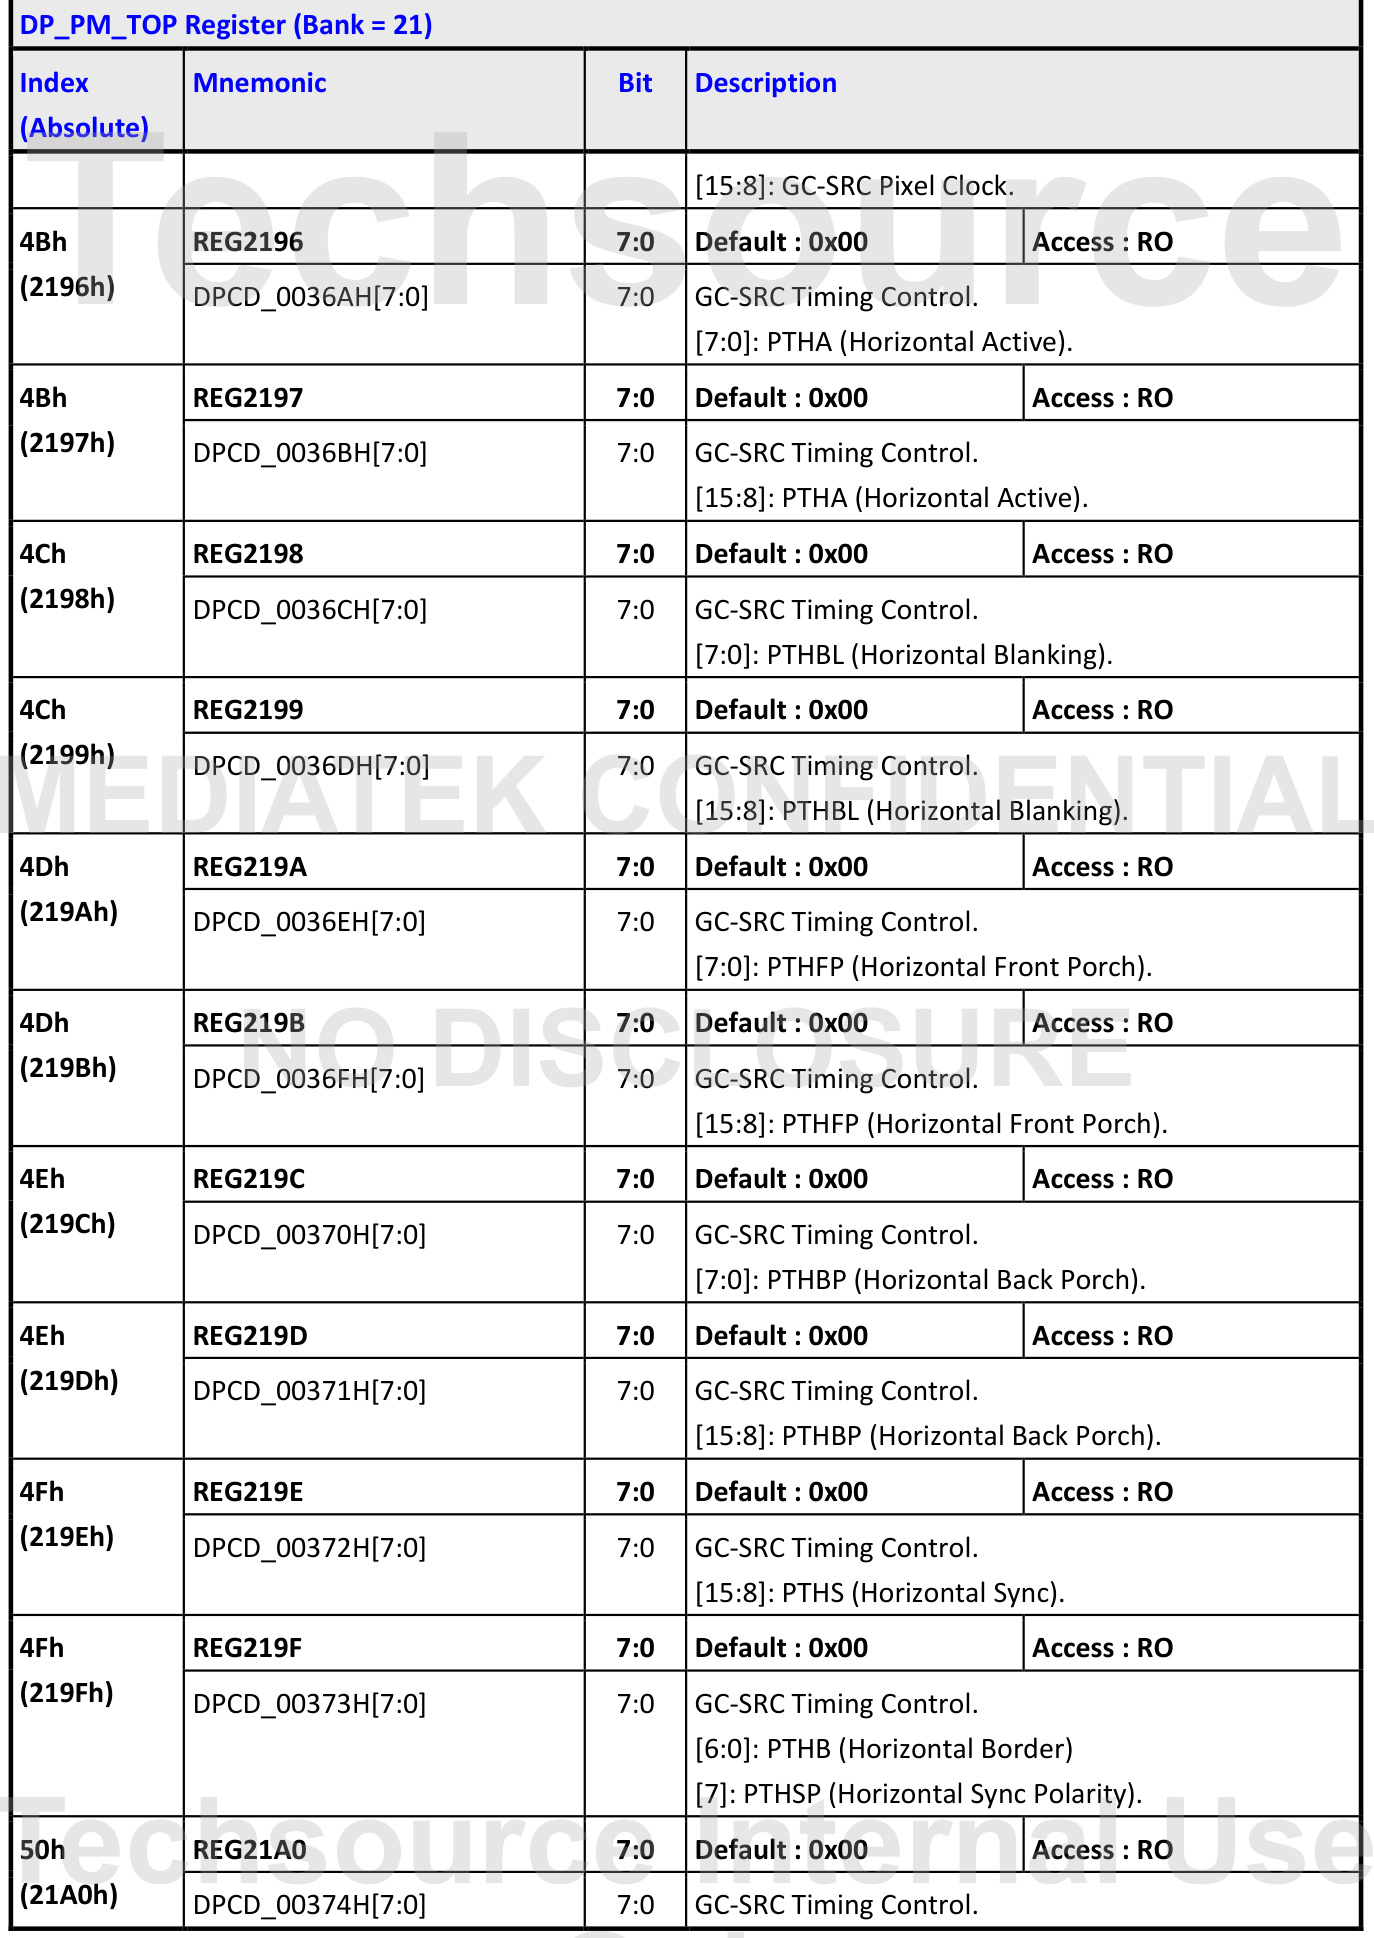 DP_PM_TOP Register (Bank = 21)
Index (Absolute) Mnemonic Bit Description
[15:8]: GC-SRC Pixel Clock.
4Bh (2196h) REG2196 7:0 Default : 0x00 Access : RO
DPCD_0036AH[7:0] 7:0 GC-SRC Timing Control.
[7:0]: PTHA (Horizontal Active).
4Bh (2197h) REG2197 7:0 Default : 0x00 Access : RO
DPCD_0036BH[7:0] 7:0 GC-SRC Timing Control.
[15:8]: PTHA (Horizontal Active).
4Ch (2198h) REG2198 7:0 Default : 0x00 Access : RO
DPCD_0036CH[7:0] 7:0 GC-SRC Timing Control.
[7:0]: PTHBL (Horizontal Blanking).
4Ch (2199h) REG2199 7:0 Default : 0x00 Access : RO
DPCD_0036DH[7:0] 7:0 GC-SRC Timing Control.
[15:8]: PTHBL (Horizontal Blanking).
4Dh (219Ah) REG219A 7:0 Default : 0x00 Access : RO
DPCD_0036EH[7:0] 7:0 GC-SRC Timing Control.
[7:0]: PTHFP (Horizontal Front Porch).
4Dh (219Bh) REG219B 7:0 Default : 0x00 Access : RO
DPCD_0036FH[7:0] 7:0 GC-SRC Timing Control.
[15:8]: PTHFP (Horizontal Front Porch).
4Eh (219Ch) REG219C 7:0 Default : 0x00 Access : RO
DPCD_00370H[7:0] 7:0 GC-SRC Timing Control.
[7:0]: PTHBP (Horizontal Back Porch).
4Eh (219Dh) REG219D 7:0 Default : 0x00 Access : RO
DPCD_00371H[7:0] 7:0 GC-SRC Timing Control.
[15:8]: PTHBP (Horizontal Back Porch).
4Fh (219Eh) REG219E 7:0 Default : 0x00 Access : RO
DPCD_00372H[7:0] 7:0 GC-SRC Timing Control.
[15:8]: PTHS (Horizontal Sync).
4Fh (219Fh) REG219F 7:0 Default : 0x00 Access : RO
DPCD_00373H[7:0] 7:0 GC-SRC Timing Control.
[6:0]: PTHB (Horizontal Border)
[7]: PTHSP (Horizontal Sync Polarity).
50h (21A0h) REG21A0 7:0 Default : 0x00 Access : RO
DPCD_00374H[7:0] 7:0 GC-SRC Timing Control.
Techsource
MEDIATEK CONFIDENTIAL
NO DISCLOSURE
Techsource Internal Use